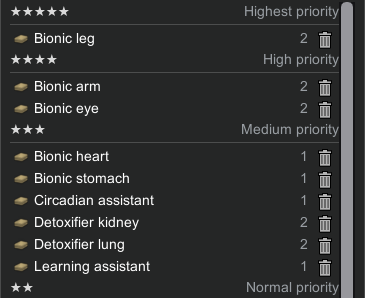 ★★★★★ Highest priority
Bionic leg 2
★★★★ High priority
Bionic arm 2
Bionic eye 2
★★★ Medium priority
Bionic heart 1
Bionic stomach 1
Circadian assistant 1
Detoxifier kidney 2
Detoxifier lung 2
Learning assistant 1
★★ Normal priority